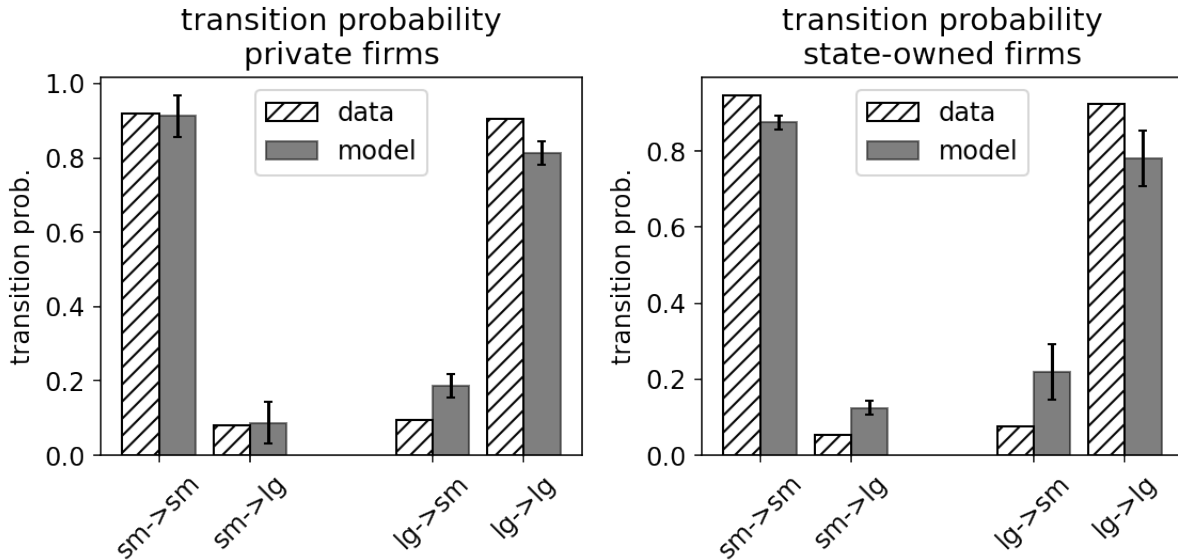 transition probability
private firms
transition prob.
1.0
0.8
0.6
0.4
0.2
0.0
data
model
sm->sm
sm->lg
lg->sm
lg->lg
transition probability
state-owned firms
transition prob.
0.8
0.6
0.4
0.2
0.0
data
model
sm->sm
sm->lg
lg->sm
lg->lg